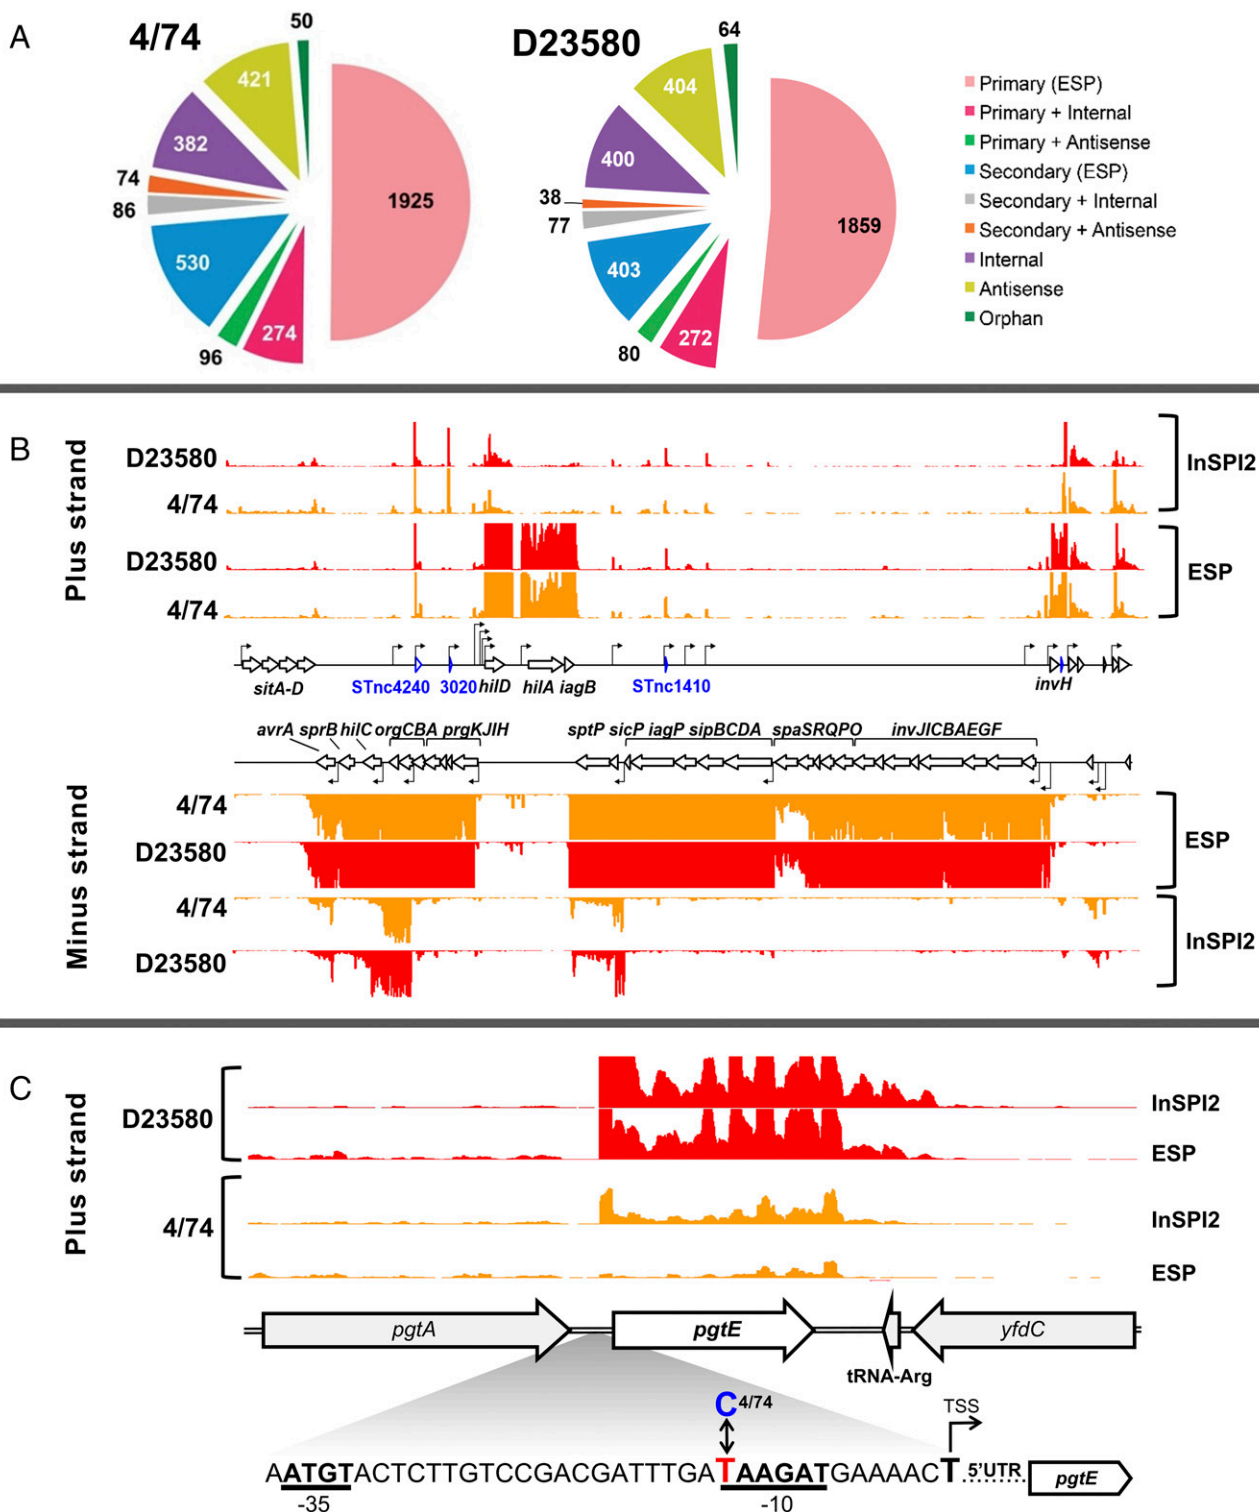 A
4/74
50
421
382
74
86
530
96
274
1925
D23580
64
404
400
38
77
403
80
272
1859
Primary (ESP)
Primary + Internal
Primary + Antisense
Secondary (ESP)
Secondary + Internal
Secondary + Antisense
Internal
Antisense
Orphan
B
Plus strand
D23580
4/74
InSPI2
D23580
4/74
ESP
sitA-D STnc4240 3020 hilD hilA iagB STnc1410 invH
avrA sprB hilC orgCBA prgKJIH sptP sicP iagP sipBCDA spaSRQPO invJICBAEGF
Minus strand
4/74
D23580
ESP
4/74
D23580
InSPI2
C
Plus strand
D23580
InSPI2
ESP
4/74
InSPI2
ESP
pgtA pgtE yfdC
tRNA-Arg
C 4/74
TSS
AATGTACTCTTGTCCGACGATTTGATAAGATGAAAACT 5'UTR pgtE
-35 -10